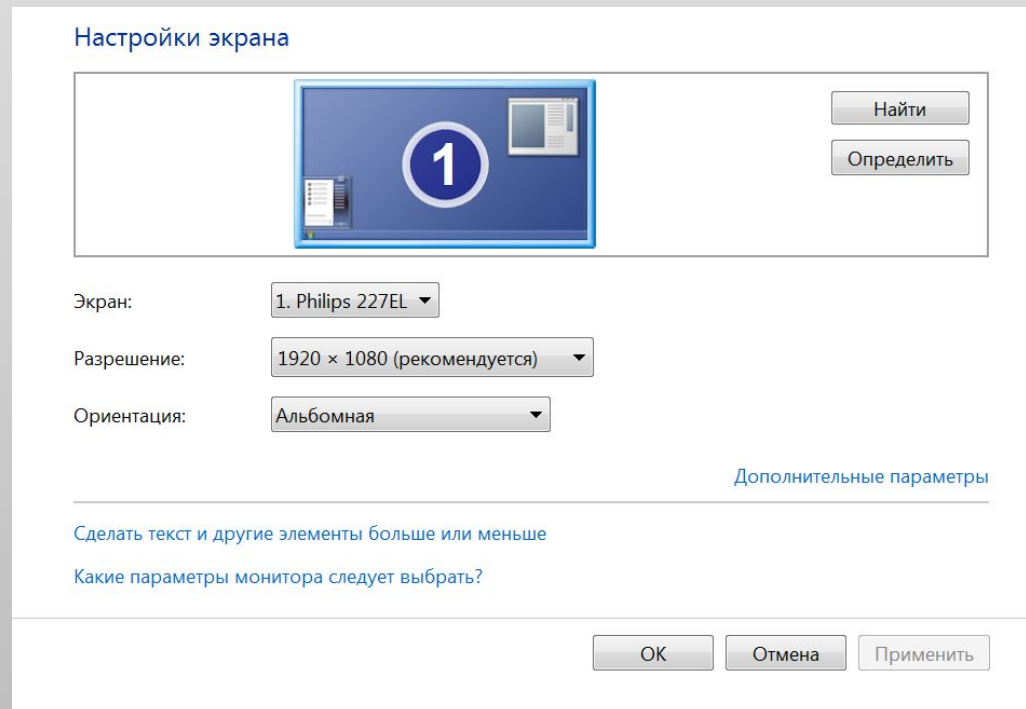 Настройки экрана
1
Найти
Определить
Экран:
1. Philips 227EL
Разрешение:
1920 × 1080 (рекомендуется)
Ориентация:
Альбомная
Дополнительные параметры
Сделать текст и другие элементы больше или меньше
Какие параметры монитора следует выбрать?
ОК
Отмена
Применить